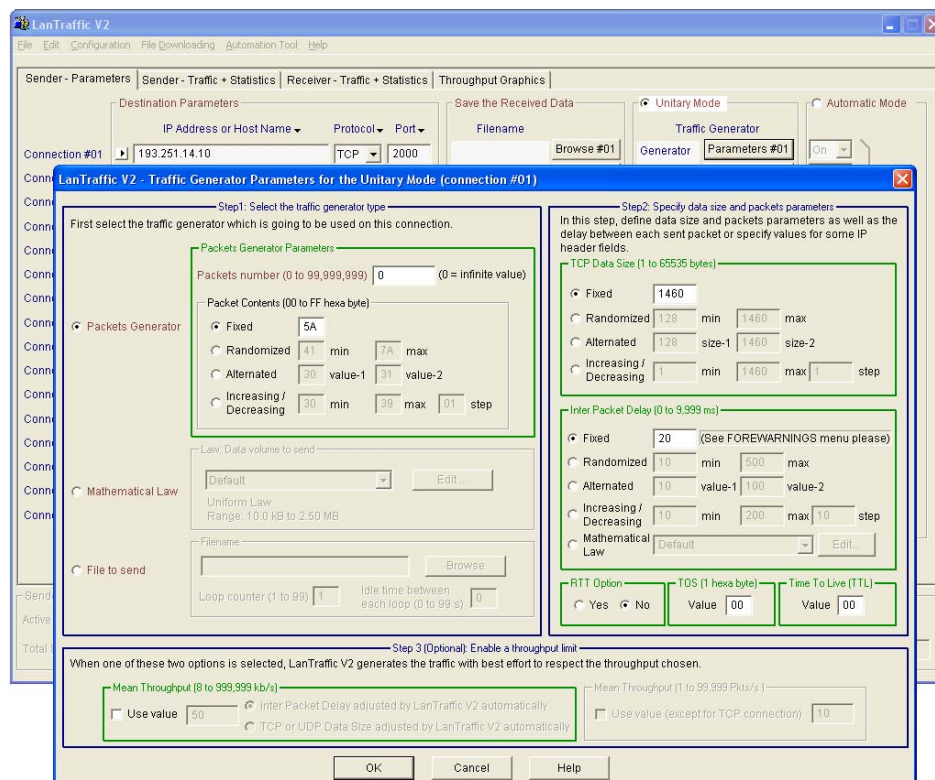 LanTraffic V2
File Edit Configuration File Downloading Automation Tool Help
Sender - Parameters Sender - Traffic + Statistics Receiver - Traffic + Statistics Throughput Graphics
Destination Parameters Save the Received Data Unitary Mode Automatic Mode
IP Address or Host Name Protocol Port Filename Traffic Generator
Connection #01 193.251.14.10 TCP 2000 Browse #01 Generator Parameters #01 On
LanTraffic V2 - Traffic Generator Parameters for the Unitary Mode (connection #01)
Step1: Select the traffic generator type
First select the traffic generator which is going to be used on this connection.
Packets Generator
Packets Generator Parameters
Packets number (0 to 99,999,999) 0 (0 = infinite value)
Packet Contents (00 to FF hexa byte)
Fixed 5A
Randomized 41 min 7A max
Alternated 30 value-1 31 value-2
Increasing / Decreasing 30 min 39 max 01 step
Mathematical Law
Law: Data volume to send
Default Edit ...
Uniform Law
Range: 10.0 kB to 2.50 MB
File to send
Filename
Browse
Loop counter (1 to 99) 1 Idle time between each loop (0 to 99 s) 0
Step2: Specify data size and packets parameters
In this step, define data size and packets parameters as well as the
delay between each sent packet or specify values for some IP
header fields.
TCP Data Size (1 to 65535 bytes)
Fixed 1460
Randomized 128 min 1460 max
Alternated 128 size-1 1460 size-2
Increasing / Decreasing 1 min 1460 max 1 step
Inter Packet Delay (0 to 9,999 ms)
Fixed 20 (See FOREWARNINGS menu please)
Randomized 10 min 500 max
Alternated 10 value-1 100 value-2
Increasing / Decreasing 10 min 200 max 10 step
Mathematical Law Default Edit...
RTT Option TOS (1 hexa byte) Time To Live (TTL)
Yes No Value 00 Value 00
Step 3 (Optional): Enable a throughput limit
When one of these two options is selected, LanTraffic V2 generates the traffic with best effort to respect the throughput chosen.
Mean Throughput (8 to 999,999 kb/s)
Use value 50
Inter Packet Delay adjusted by LanTraffic V2 automatically
TCP or UDP Data Size adjusted by LanTraffic V2 automatically
Mean Throughput (1 to 99,999 Pkts/s )
Use value (except for TCP connection) 10
OK Cancel Help